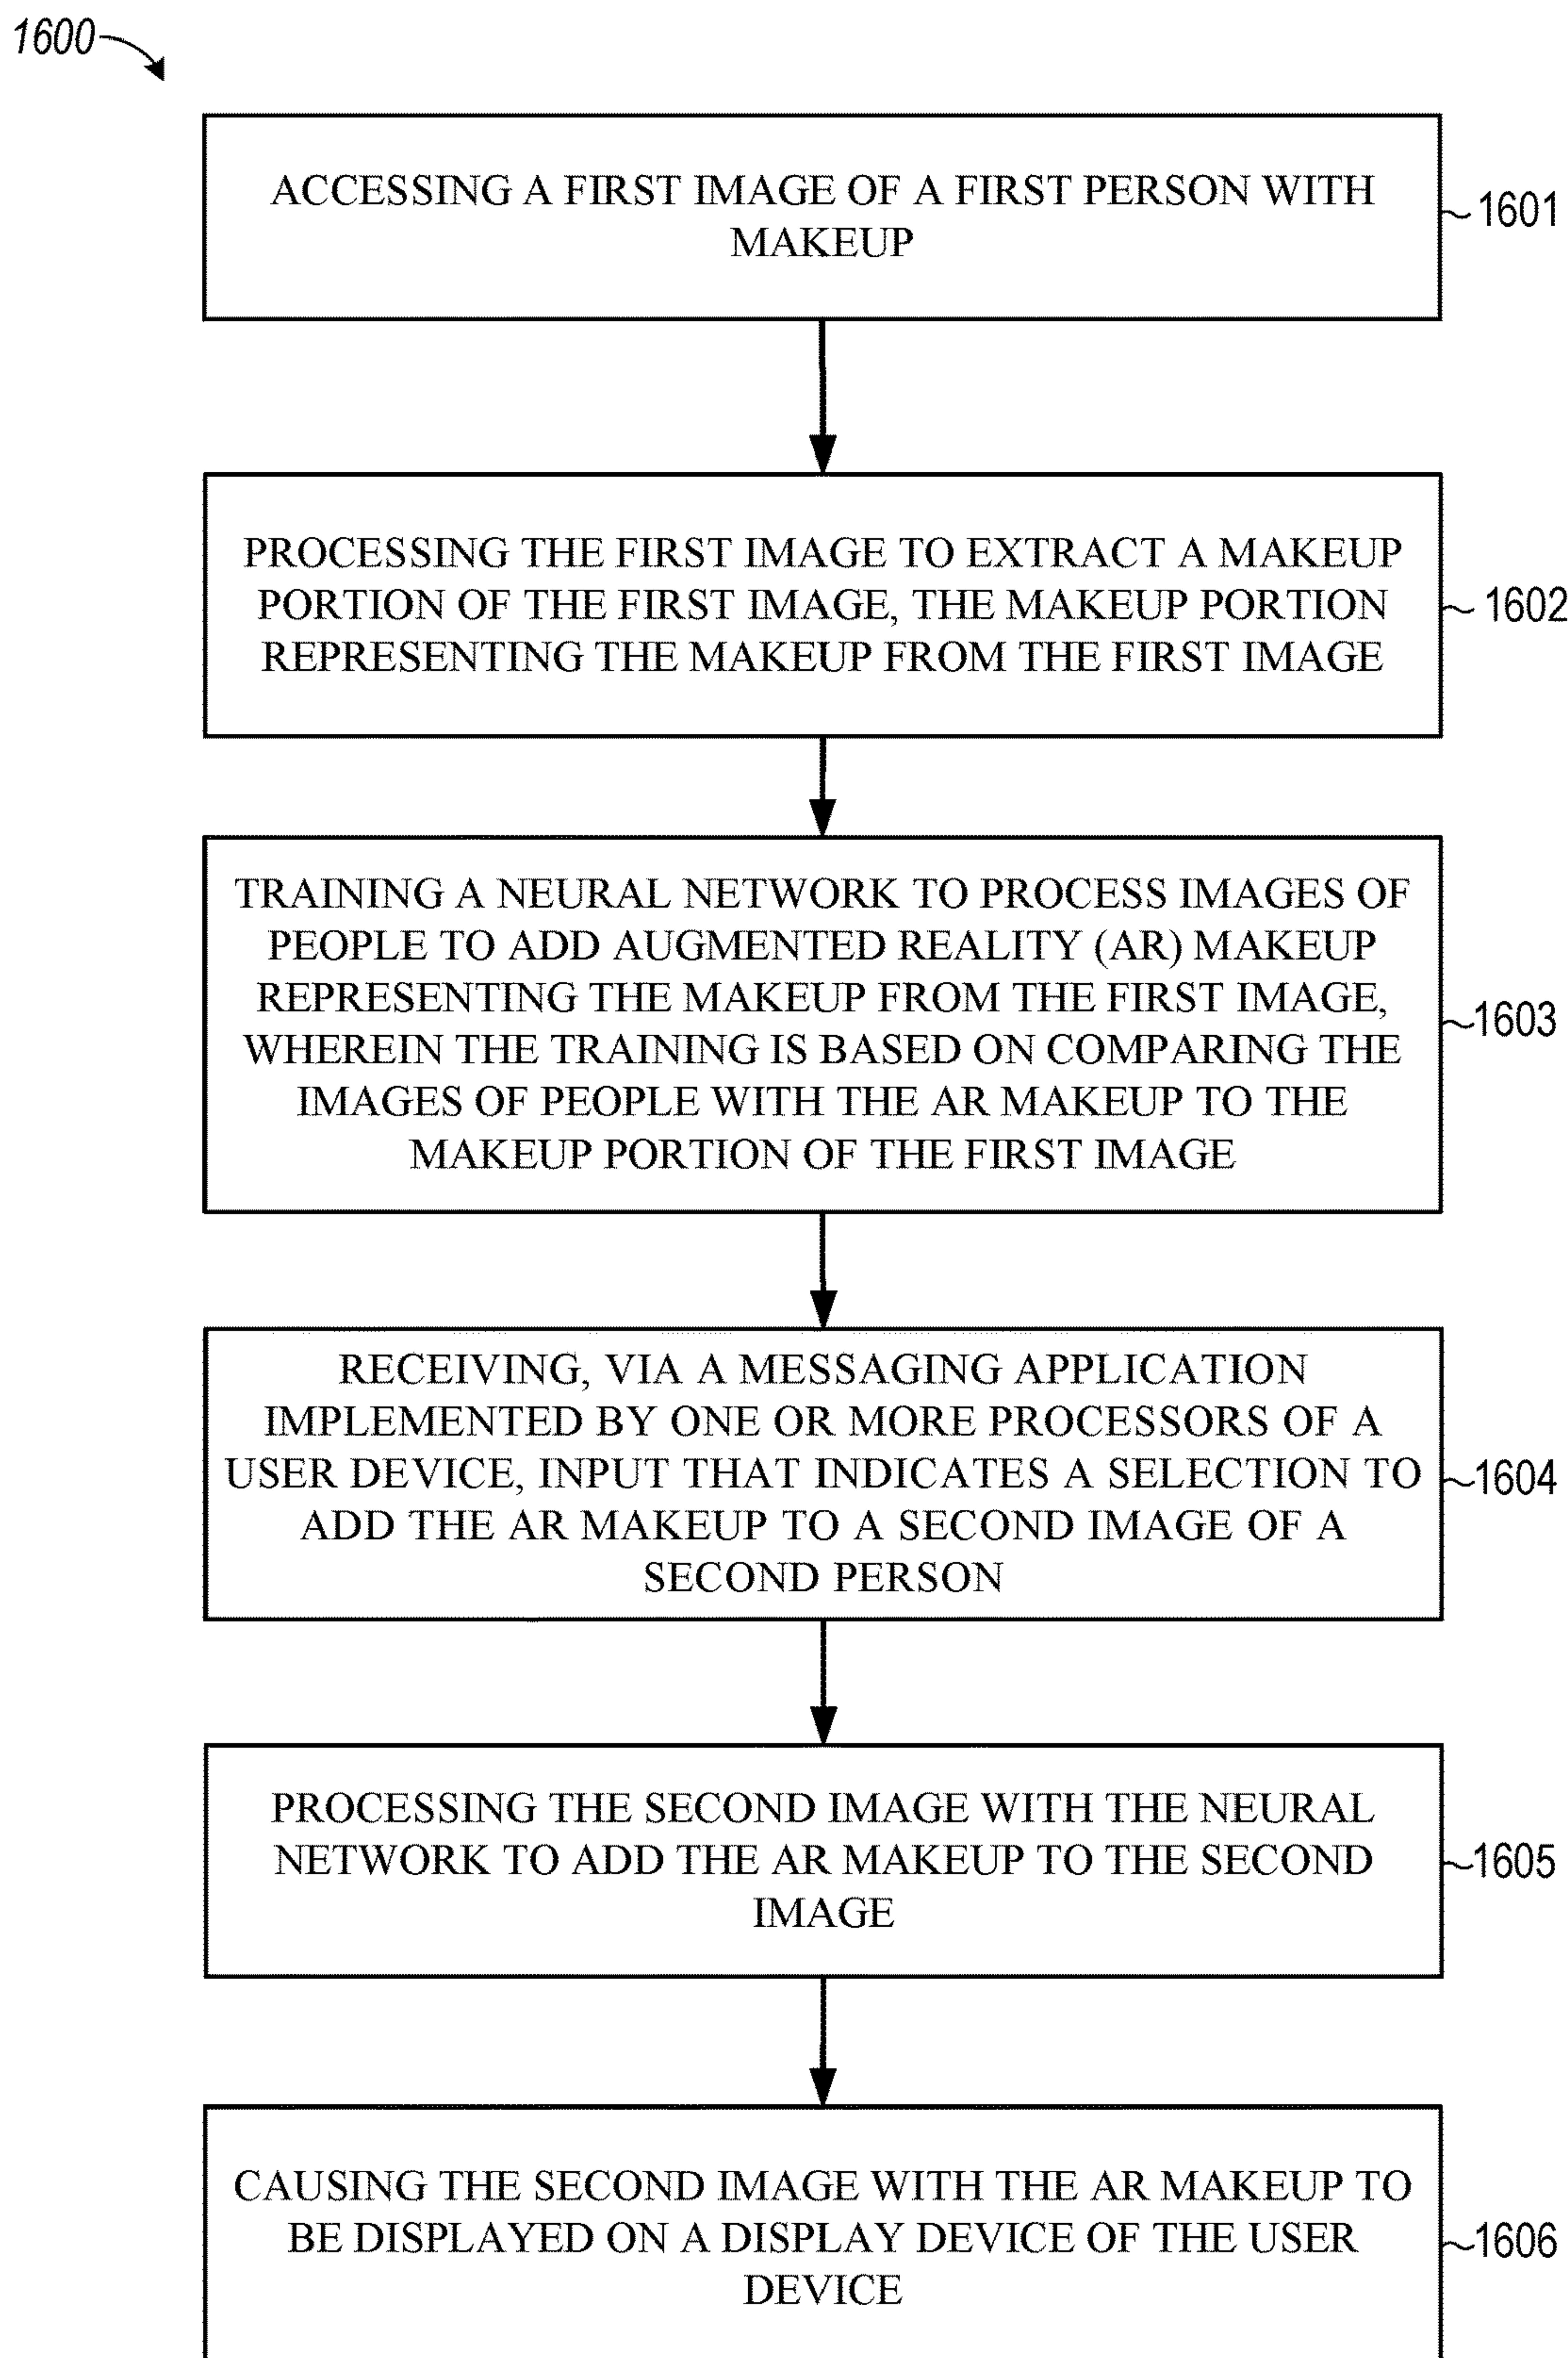 1600
ACCESSING A FIRST IMAGE OF A FIRST PERSON WITH
MAKEUP
1601
PROCESSING THE FIRST IMAGE TO EXTRACT A MAKEUP
PORTION OF THE FIRST IMAGE, THE MAKEUP PORTION
REPRESENTING THE MAKEUP FROM THE FIRST IMAGE
1602
TRAINING A NEURAL NETWORK TO PROCESS IMAGES OF
PEOPLE TO ADD AUGMENTED REALITY (AR) MAKEUP
REPRESENTING THE MAKEUP FROM THE FIRST IMAGE,
WHEREIN THE TRAINING IS BASED ON COMPARING THE
IMAGES OF PEOPLE WITH THE AR MAKEUP TO THE
MAKEUP PORTION OF THE FIRST IMAGE
1603
RECEIVING, VIA A MESSAGING APPLICATION
IMPLEMENTED BY ONE OR MORE PROCESSORS OF A
USER DEVICE, INPUT THAT INDICATES A SELECTION TO
ADD THE AR MAKEUP TO A SECOND IMAGE OF A
SECOND PERSON
1604
PROCESSING THE SECOND IMAGE WITH THE NEURAL
NETWORK TO ADD THE AR MAKEUP TO THE SECOND
IMAGE
1605
CAUSING THE SECOND IMAGE WITH THE AR MAKEUP TO
BE DISPLAYED ON A DISPLAY DEVICE OF THE USER
DEVICE
1606